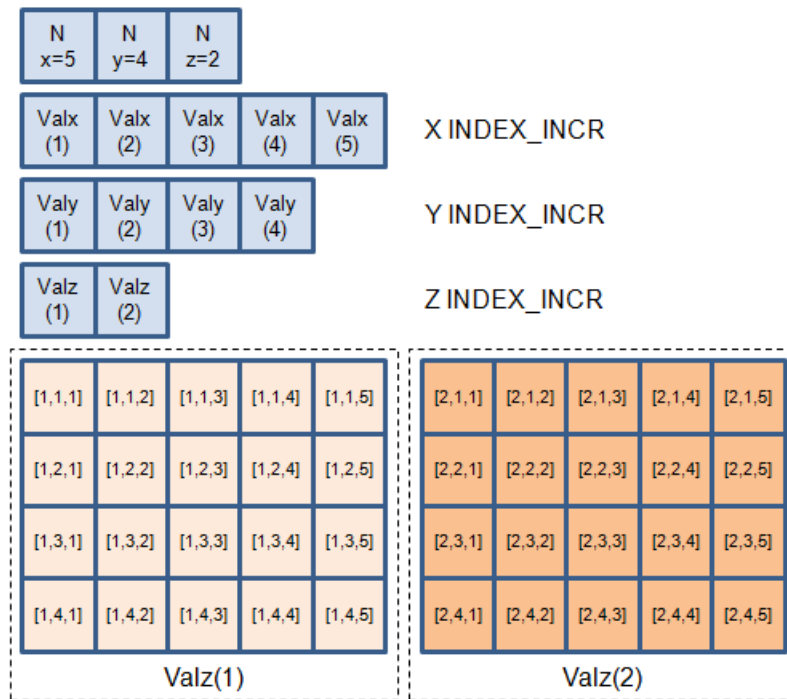 N x=5 N y=4 N z=2
Valx (1) Valx (2) Valx (3) Valx (4) Valx (5) X INDEX_INCR
Valy (1) Valy (2) Valy (3) Valy (4) Y INDEX_INCR
Valz (1) Valz (2) Z INDEX_INCR
[1,1,1] [1,1,2] [1,1,3] [1,1,4] [1,1,5] [2,1,1] [2,1,2] [2,1,3] [2,1,4] [2,1,5]
[1,2,1] [1,2,2] [1,2,3] [1,2,4] [1,2,5] [2,2,1] [2,2,2] [2,2,3] [2,2,4] [2,2,5]
[1,3,1] [1,3,2] [1,3,3] [1,3,4] [1,3,5] [2,3,1] [2,3,2] [2,3,3] [2,3,4] [2,3,5]
[1,4,1] [1,4,2] [1,4,3] [1,4,4] [1,4,5] [2,4,1] [2,4,2] [2,4,3] [2,4,4] [2,4,5]
Valz(1) Valz(2)